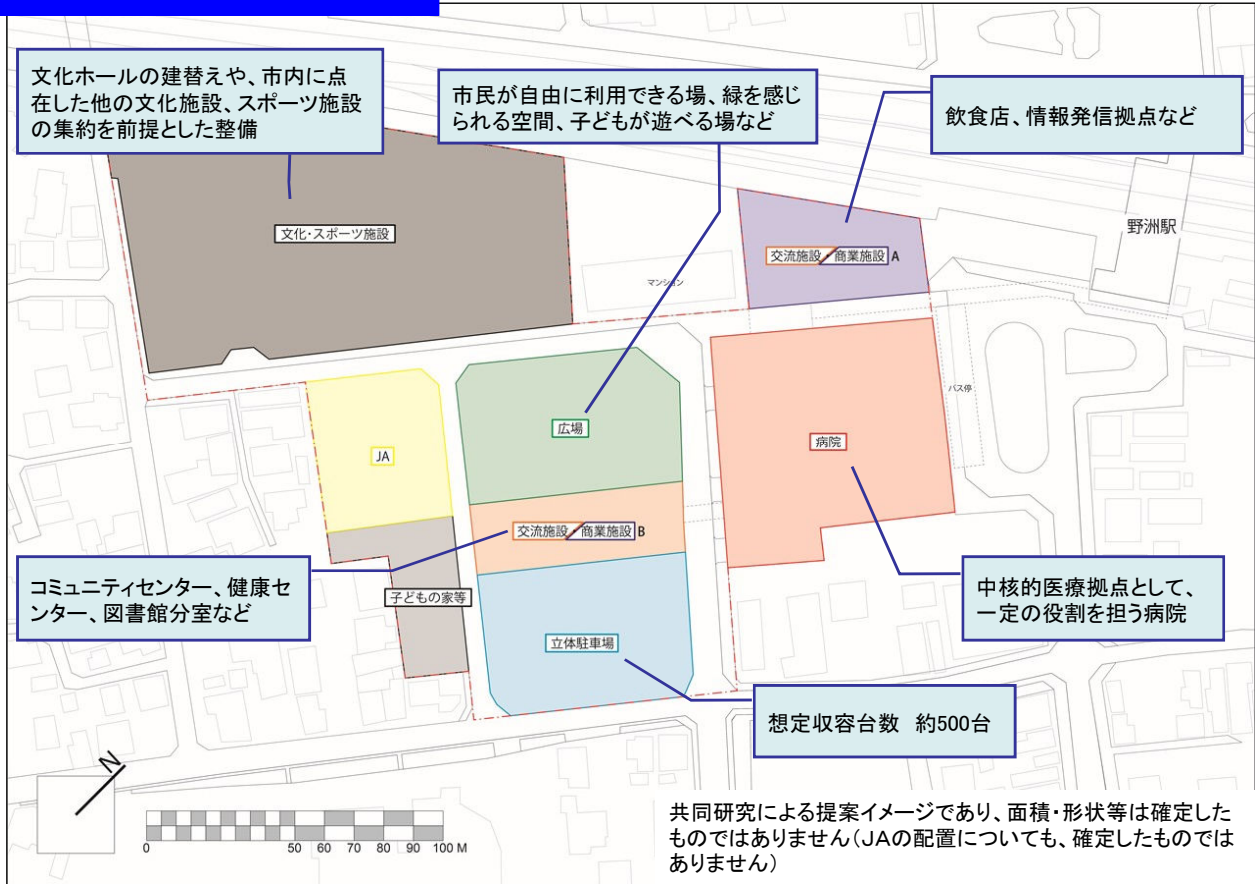 文化ホールの建替えや、市内に点
在した他の文化施設、スポーツ施設
の集約を前提とした整備
市民が自由に利用できる場、緑を感じ
られる空間、子どもが遊べる場など
飲食店、情報発信拠点など
野洲駅
文化・スポーツ施設
交流施設・商業施設 A
マンション
バス停
広場
病院
JA
交流施設・商業施設 B
コミュニティセンター、健康セ
ンター、図書館分室など
子どもの家等
中核的医療拠点として、
一定の役割を担う病院
立体駐車場
想定収容台数 約500台
N
0 50 60 70 80 90 100 M
共同研究による提案イメージであり、面積・形状等は確定した
ものではありません（JAの配置についても、確定したものでは
ありません）